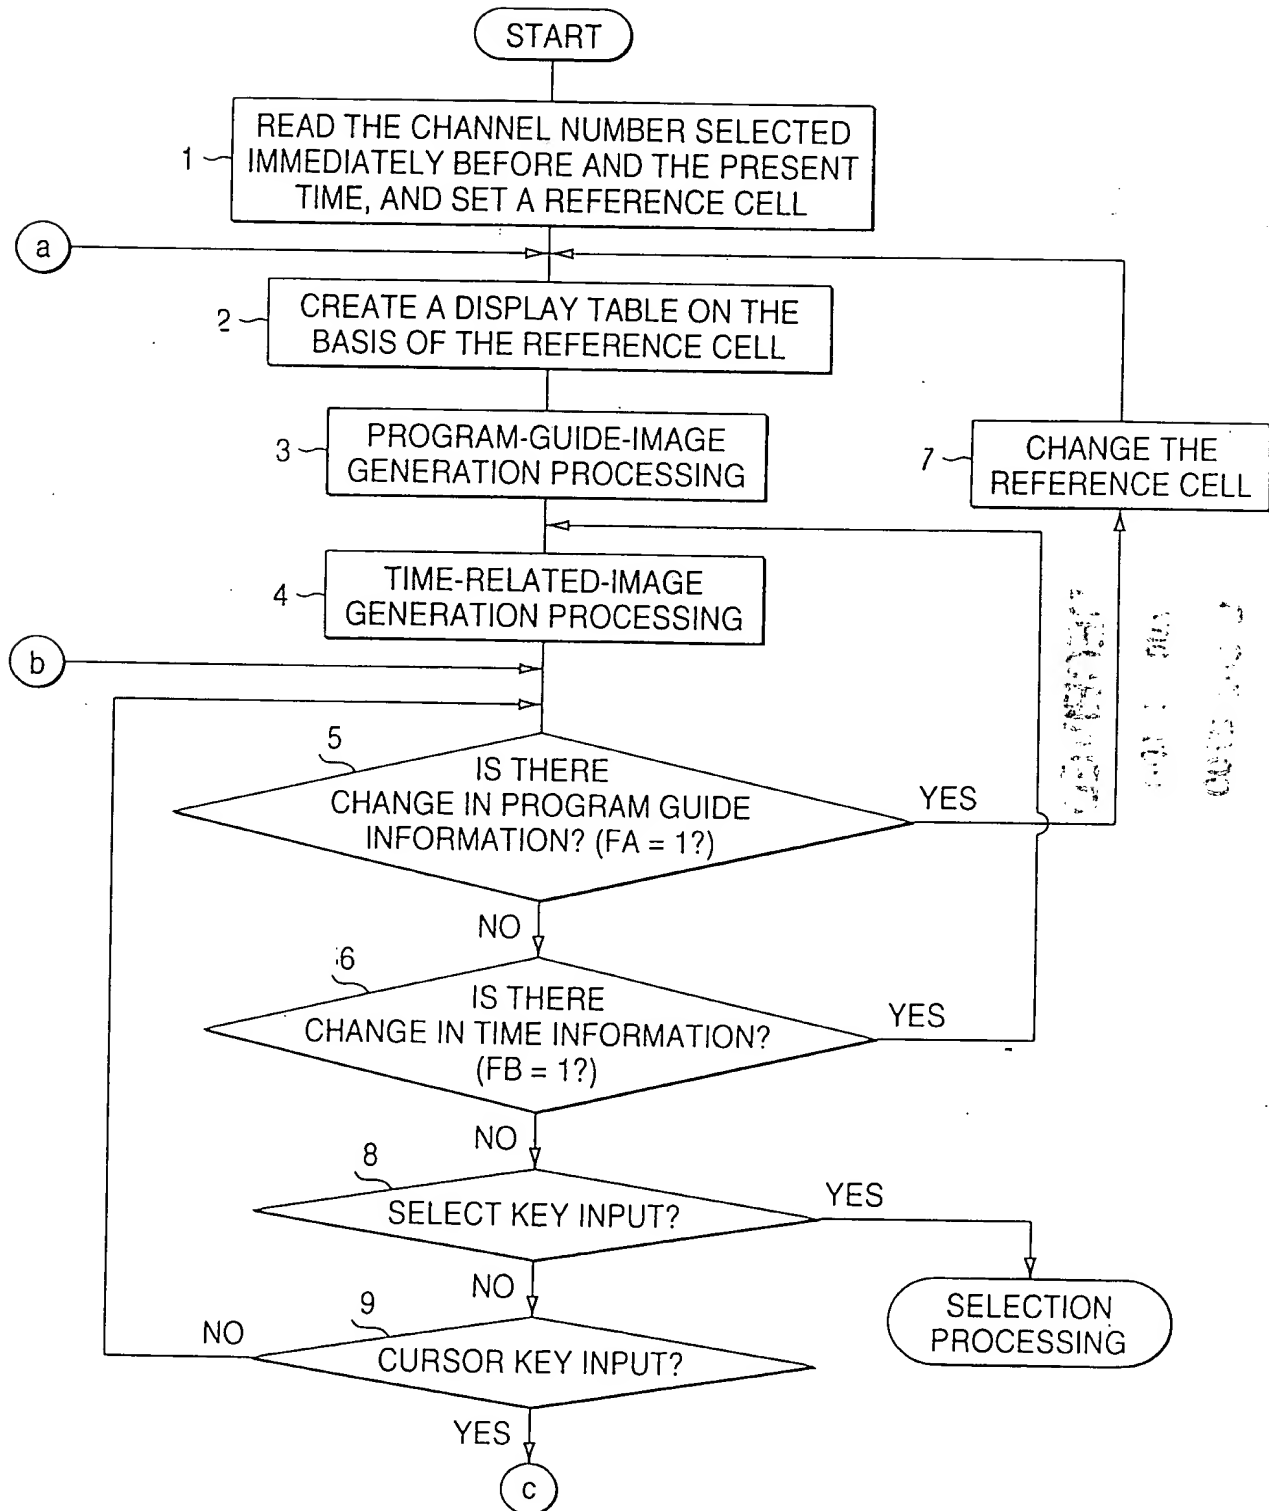 START
1
READ THE CHANNEL NUMBER SELECTED
IMMEDIATELY BEFORE AND THE PRESENT
TIME, AND SET A REFERENCE CELL
a
2
CREATE A DISPLAY TABLE ON THE
BASIS OF THE REFERENCE CELL
3
PROGRAM-GUIDE-IMAGE
GENERATION PROCESSING
7
CHANGE THE
REFERENCE CELL
4
TIME-RELATED-IMAGE
GENERATION PROCESSING
b
5
IS THERE
CHANGE IN PROGRAM GUIDE
INFORMATION? (FA = 1?)
YES
NO
6
IS THERE
CHANGE IN TIME INFORMATION?
(FB = 1?)
YES
NO
8
SELECT KEY INPUT?
YES
NO
SELECTION
PROCESSING
9
CURSOR KEY INPUT?
NO
YES
c